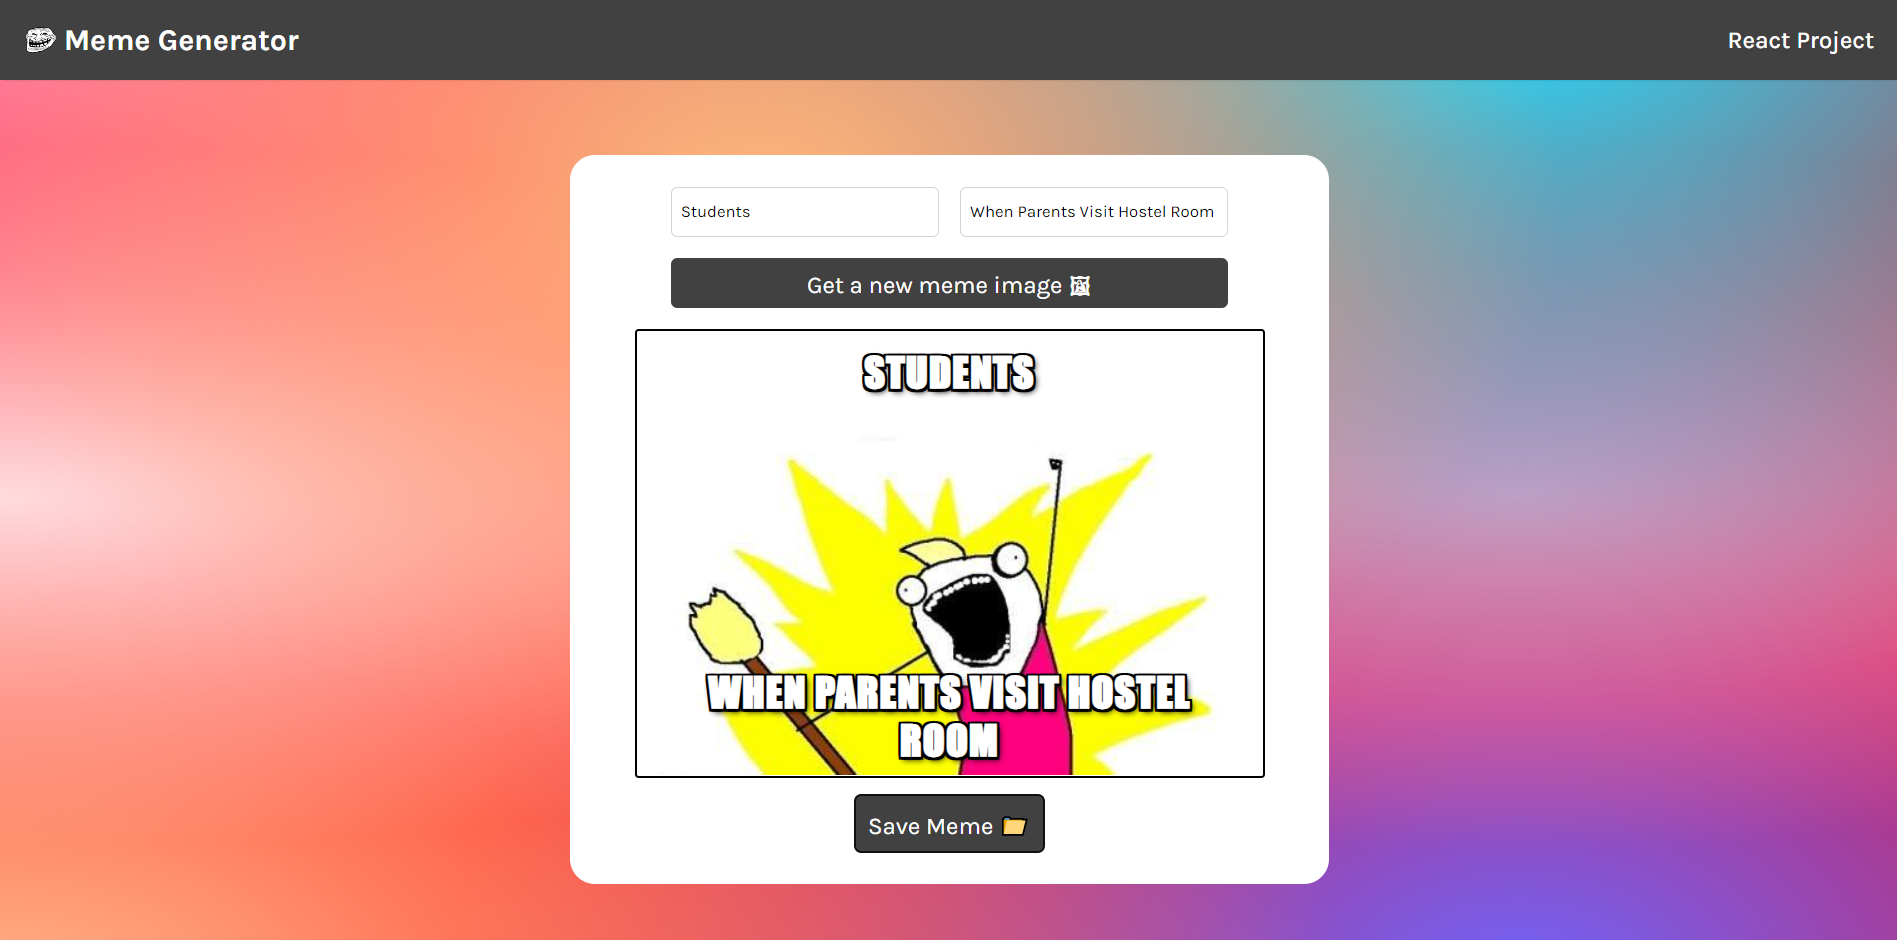 Meme Generator
React Project
Students
When Parents Visit Hostel Room
Get a new meme image
STUDENTS
WHEN PARENTS VISIT HOSTEL
ROOM
Save Meme